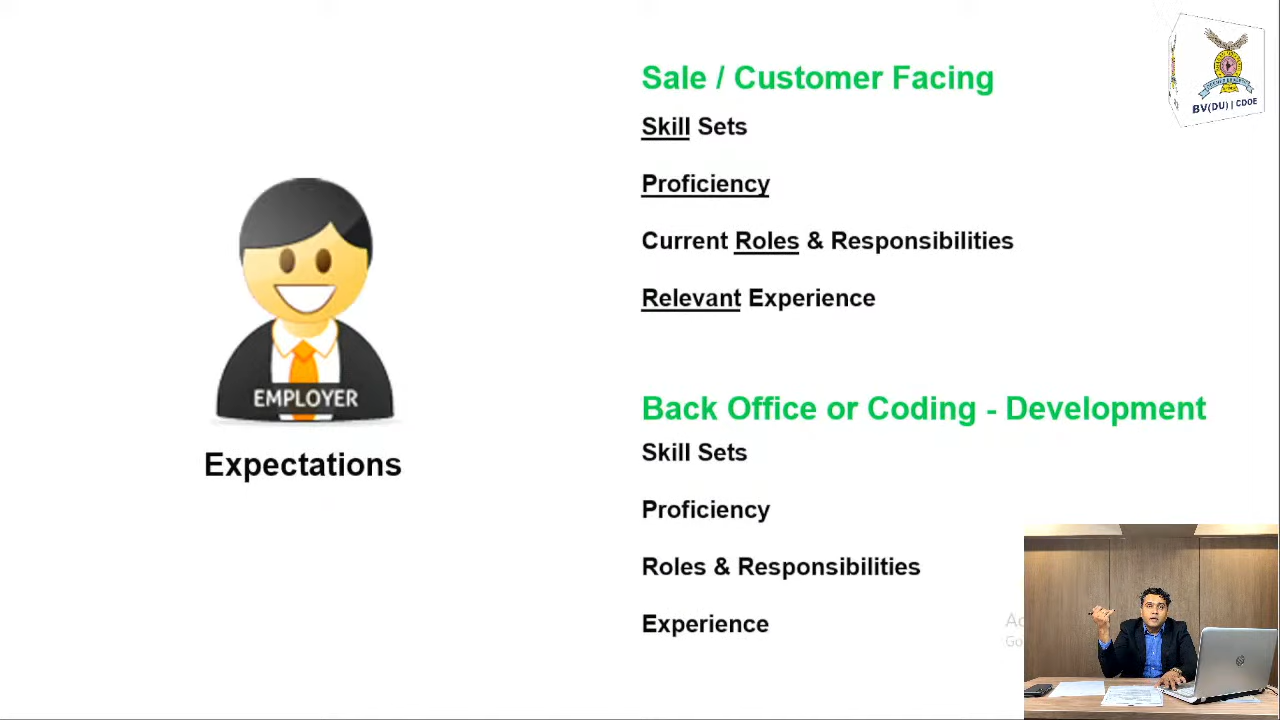 Sale / Customer Facing
Skill Sets
Proficiency
Current Roles & Responsibilities
Relevant Experience
EMPLOYER
Expectations
Back Office or Coding - Development
Skill Sets
Proficiency
Roles & Responsibilities
Experience
BV(DU) | CDOE